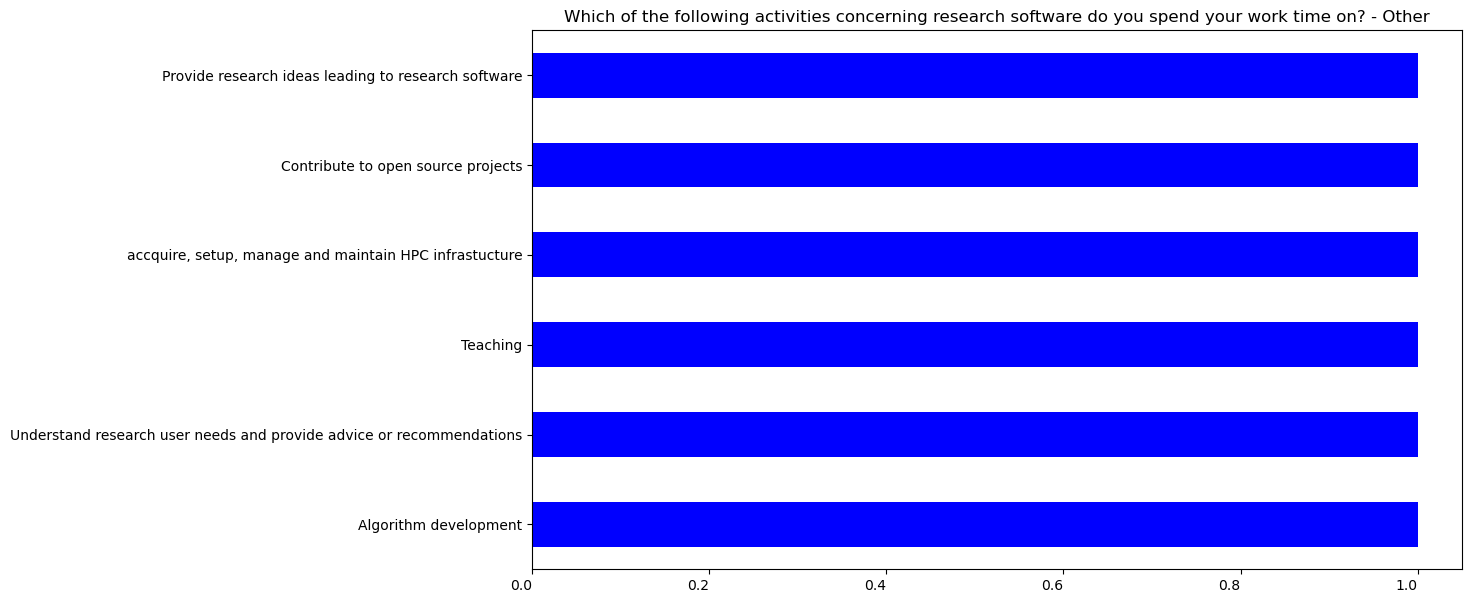 Which of the following activities concerning research software do you spend your work time on? - Other
Provide research ideas leading to research software
Contribute to open source projects
accquire, setup, manage and maintain HPC infrastucture
Teaching
Understand research user needs and provide advice or recommendations
Algorithm development
0.0 0.2 0.4 0.6 0.8 1.0